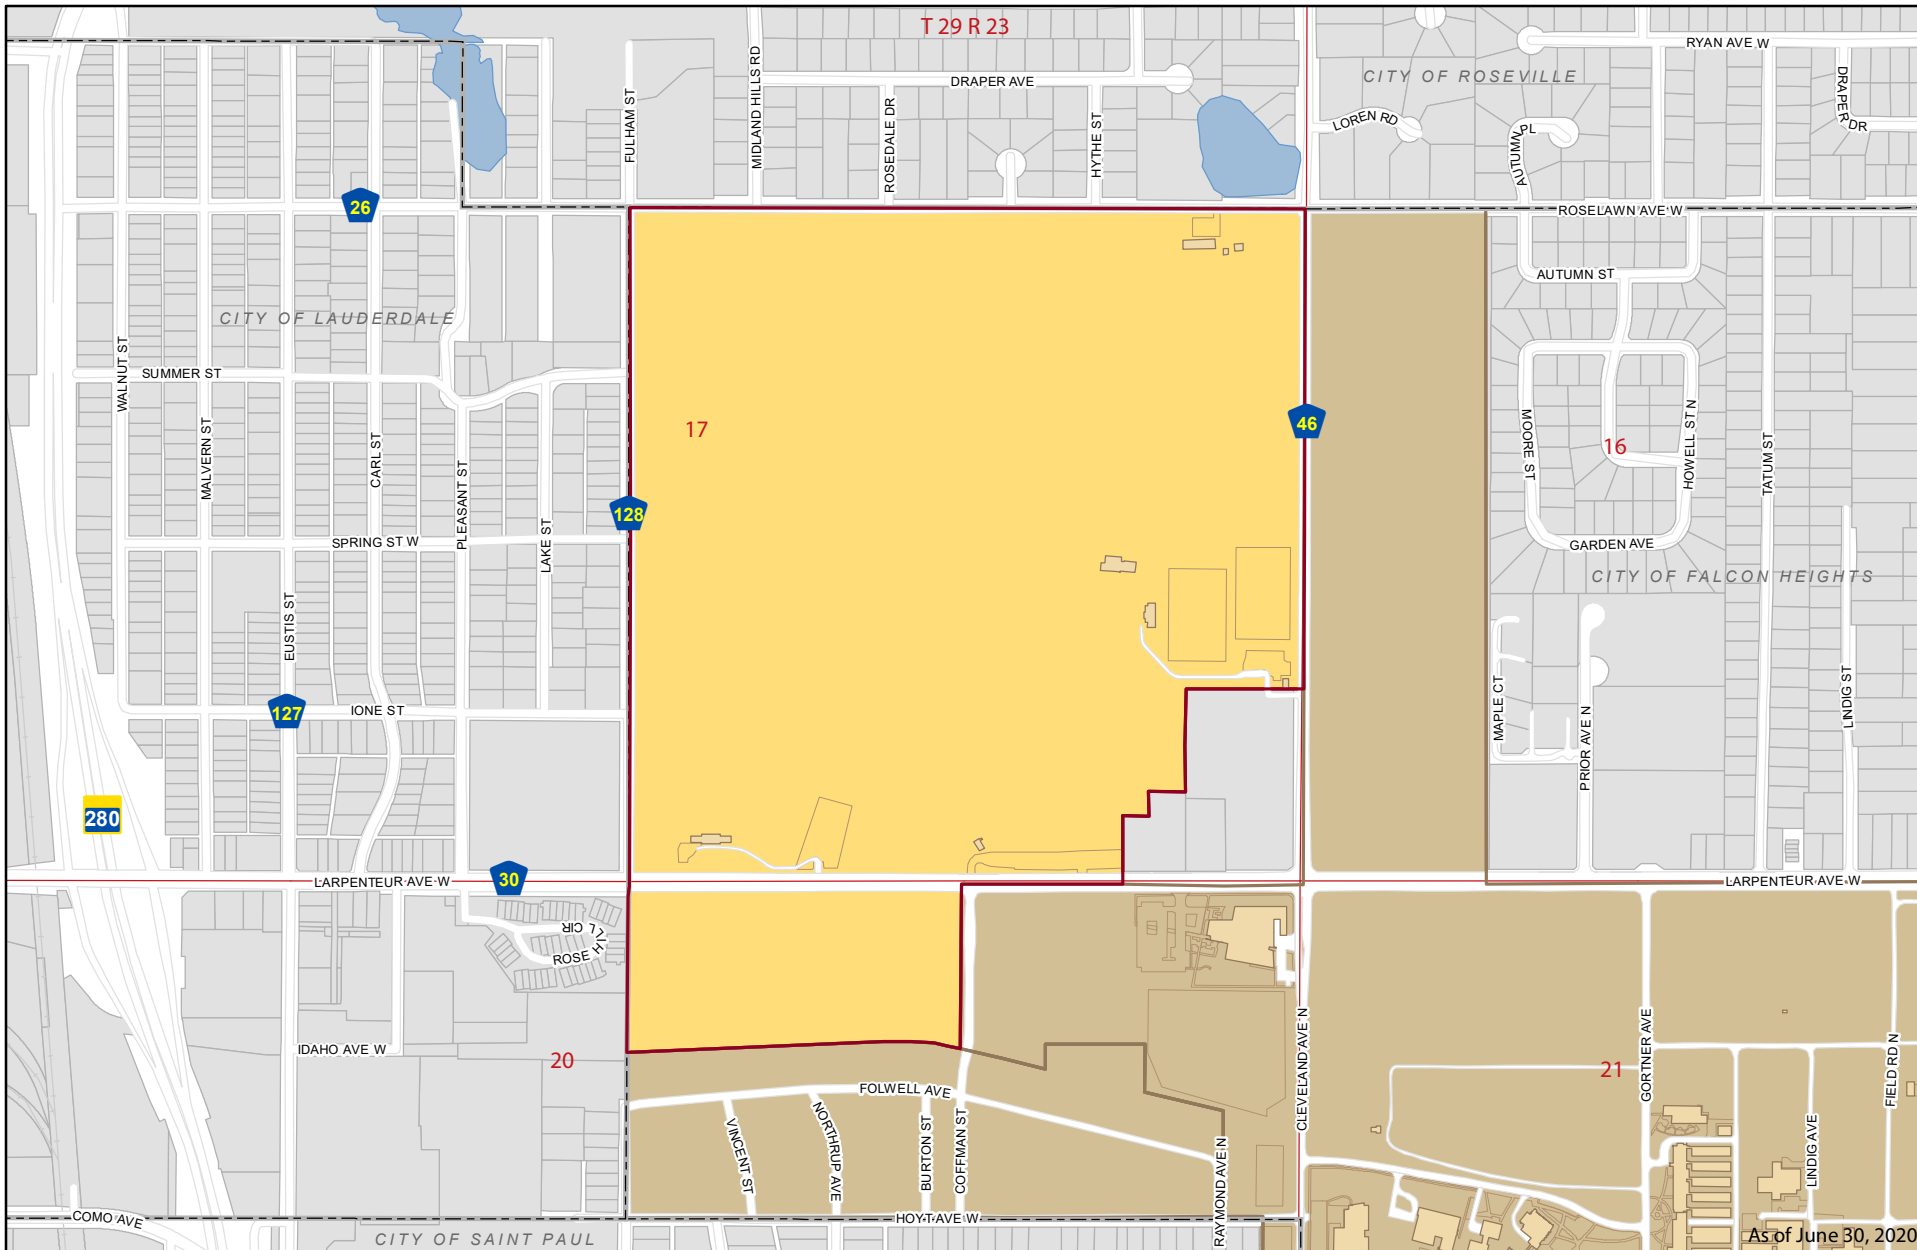 T 29 R 23
RYAN AVE W
CITY OF ROSEVILLE
DRAPER AVE
MIDLAND HILLS RD
FULHAM ST
ROSEDALE DR
HYTHE ST
LOREN RD
AUTUMN PL
DRAPER DR
26
ROSELAWN AVE W
AUTUMN ST
CITY OF LAUDERDALE
WALNUT ST
SUMMER ST
MALVERN ST
CARL ST
PLEASANT ST
LAKE ST
17
46
16
MOORE ST
HOWELL ST N
TATUM ST
128
SPRING ST W
GARDEN AVE
CITY OF FALCON HEIGHTS
EUSTIS ST
127
IONE ST
MAPLE CT
PRIOR AVE N
LINDIG ST
280
30
LARPENTEUR AVE W
LARPENTEUR AVE W
ROSE HILL CIR
IDAHO AVE W
20
21
FOLWELL AVE
VINCENT ST
NORTHRUP AVE
BURTON ST
COFFMAN ST
RAYMOND AVE N
CLEVELAND AVE N
GORTNER AVE
FIELD RD N
LINDIG AVE
COMO AVE
HOYT AVE W
CITY OF SAINT PAUL
As of June 30, 2020